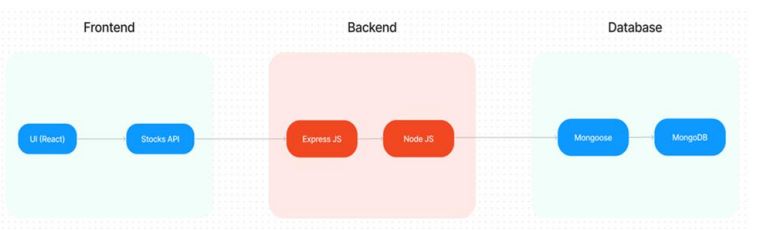 Frontend
Backend
Database
UI (React)
Stocks API
Express JS
Node JS
Mongoose
MongoDB